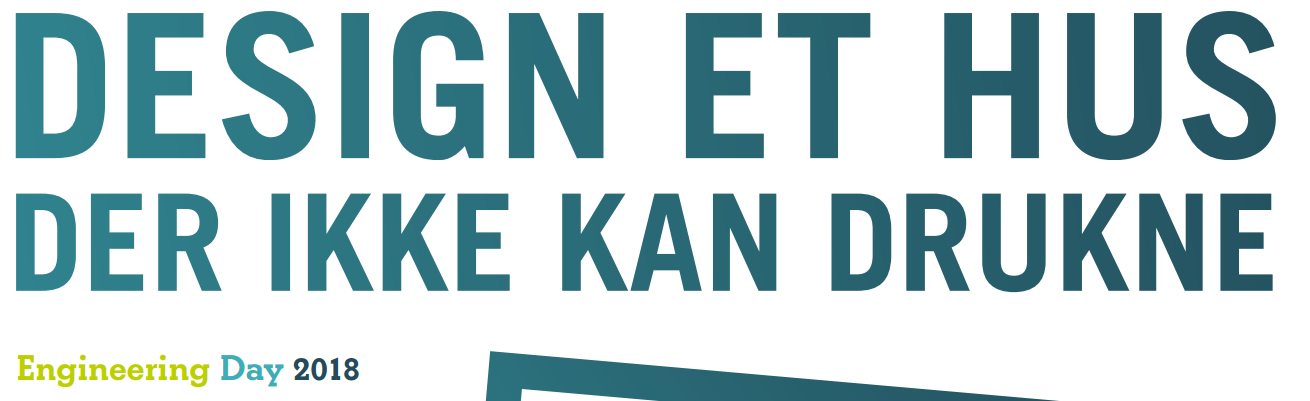 DESIGN ET HUS
DER IKKE KAN DRUKNE
Engineering Day 2018